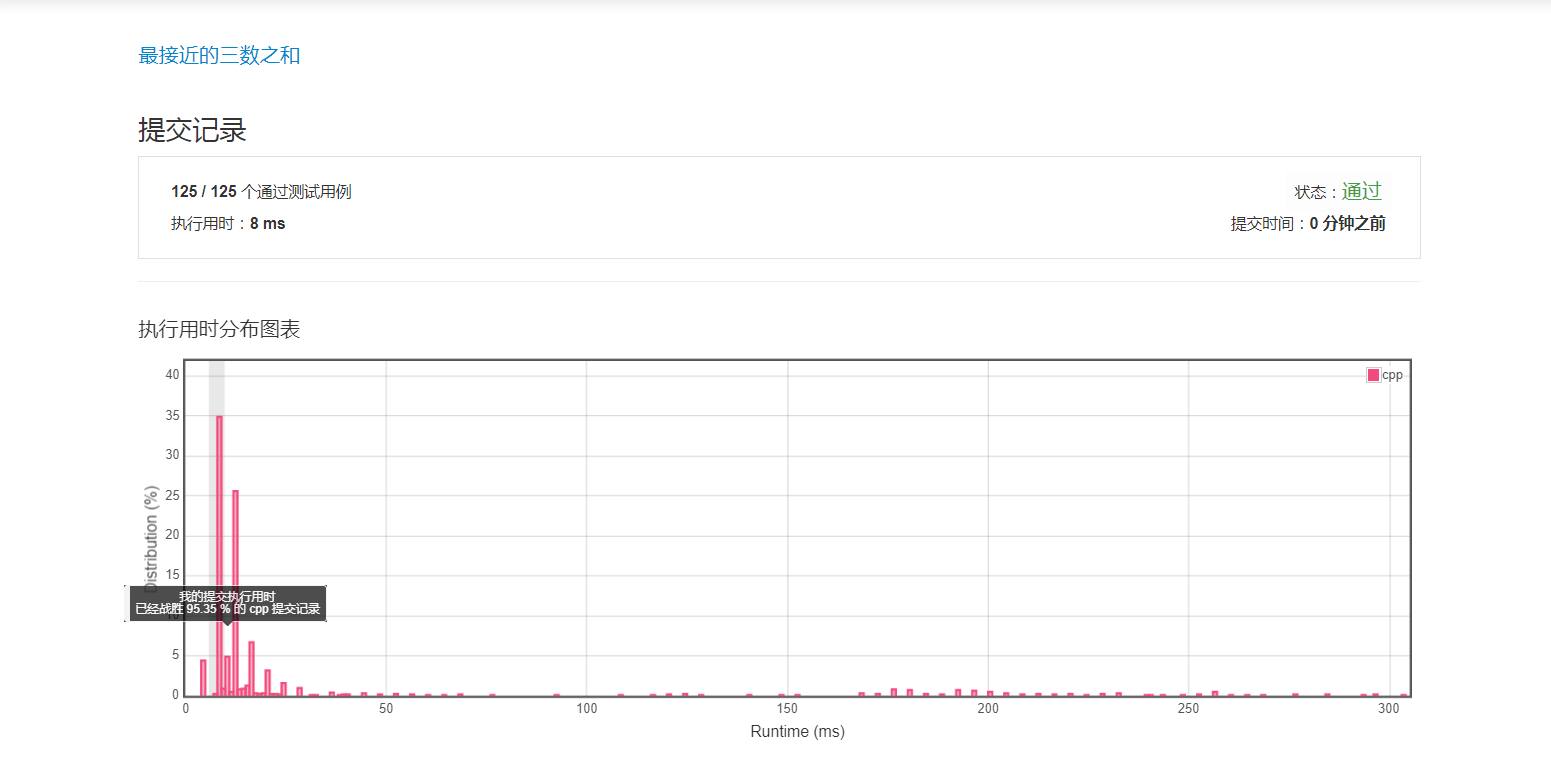 最接近的三数之和
提交记录
125 / 125 个通过测试用例
状态：通过
执行用时：8 ms
提交时间：0 分钟之前
执行用时分布图表
cpp
40
35
30
25
20
15
10
5
0
Distribution (%)
我的提交执行用时
已经战胜 95.35 % 的 cpp 提交记录
0
50
100
150
200
250
300
Runtime (ms)